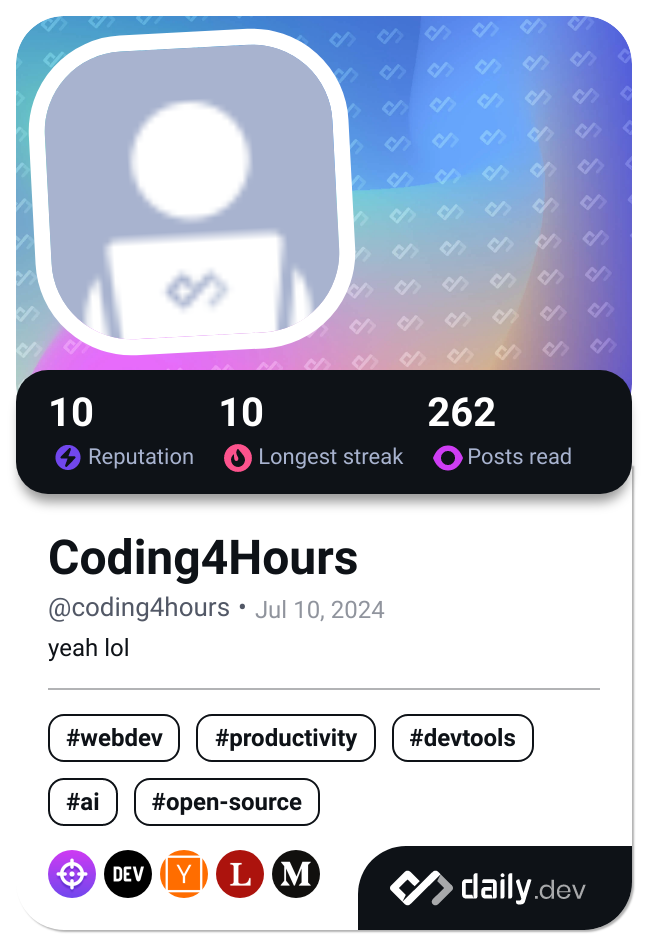 10 10 262
Reputation Longest streak Posts read
Coding4Hours
@coding4hours • Jul 10, 2024
yeah lol
#webdev #productivity #devtools
#ai #open-source
DEV Y L M
daily.dev